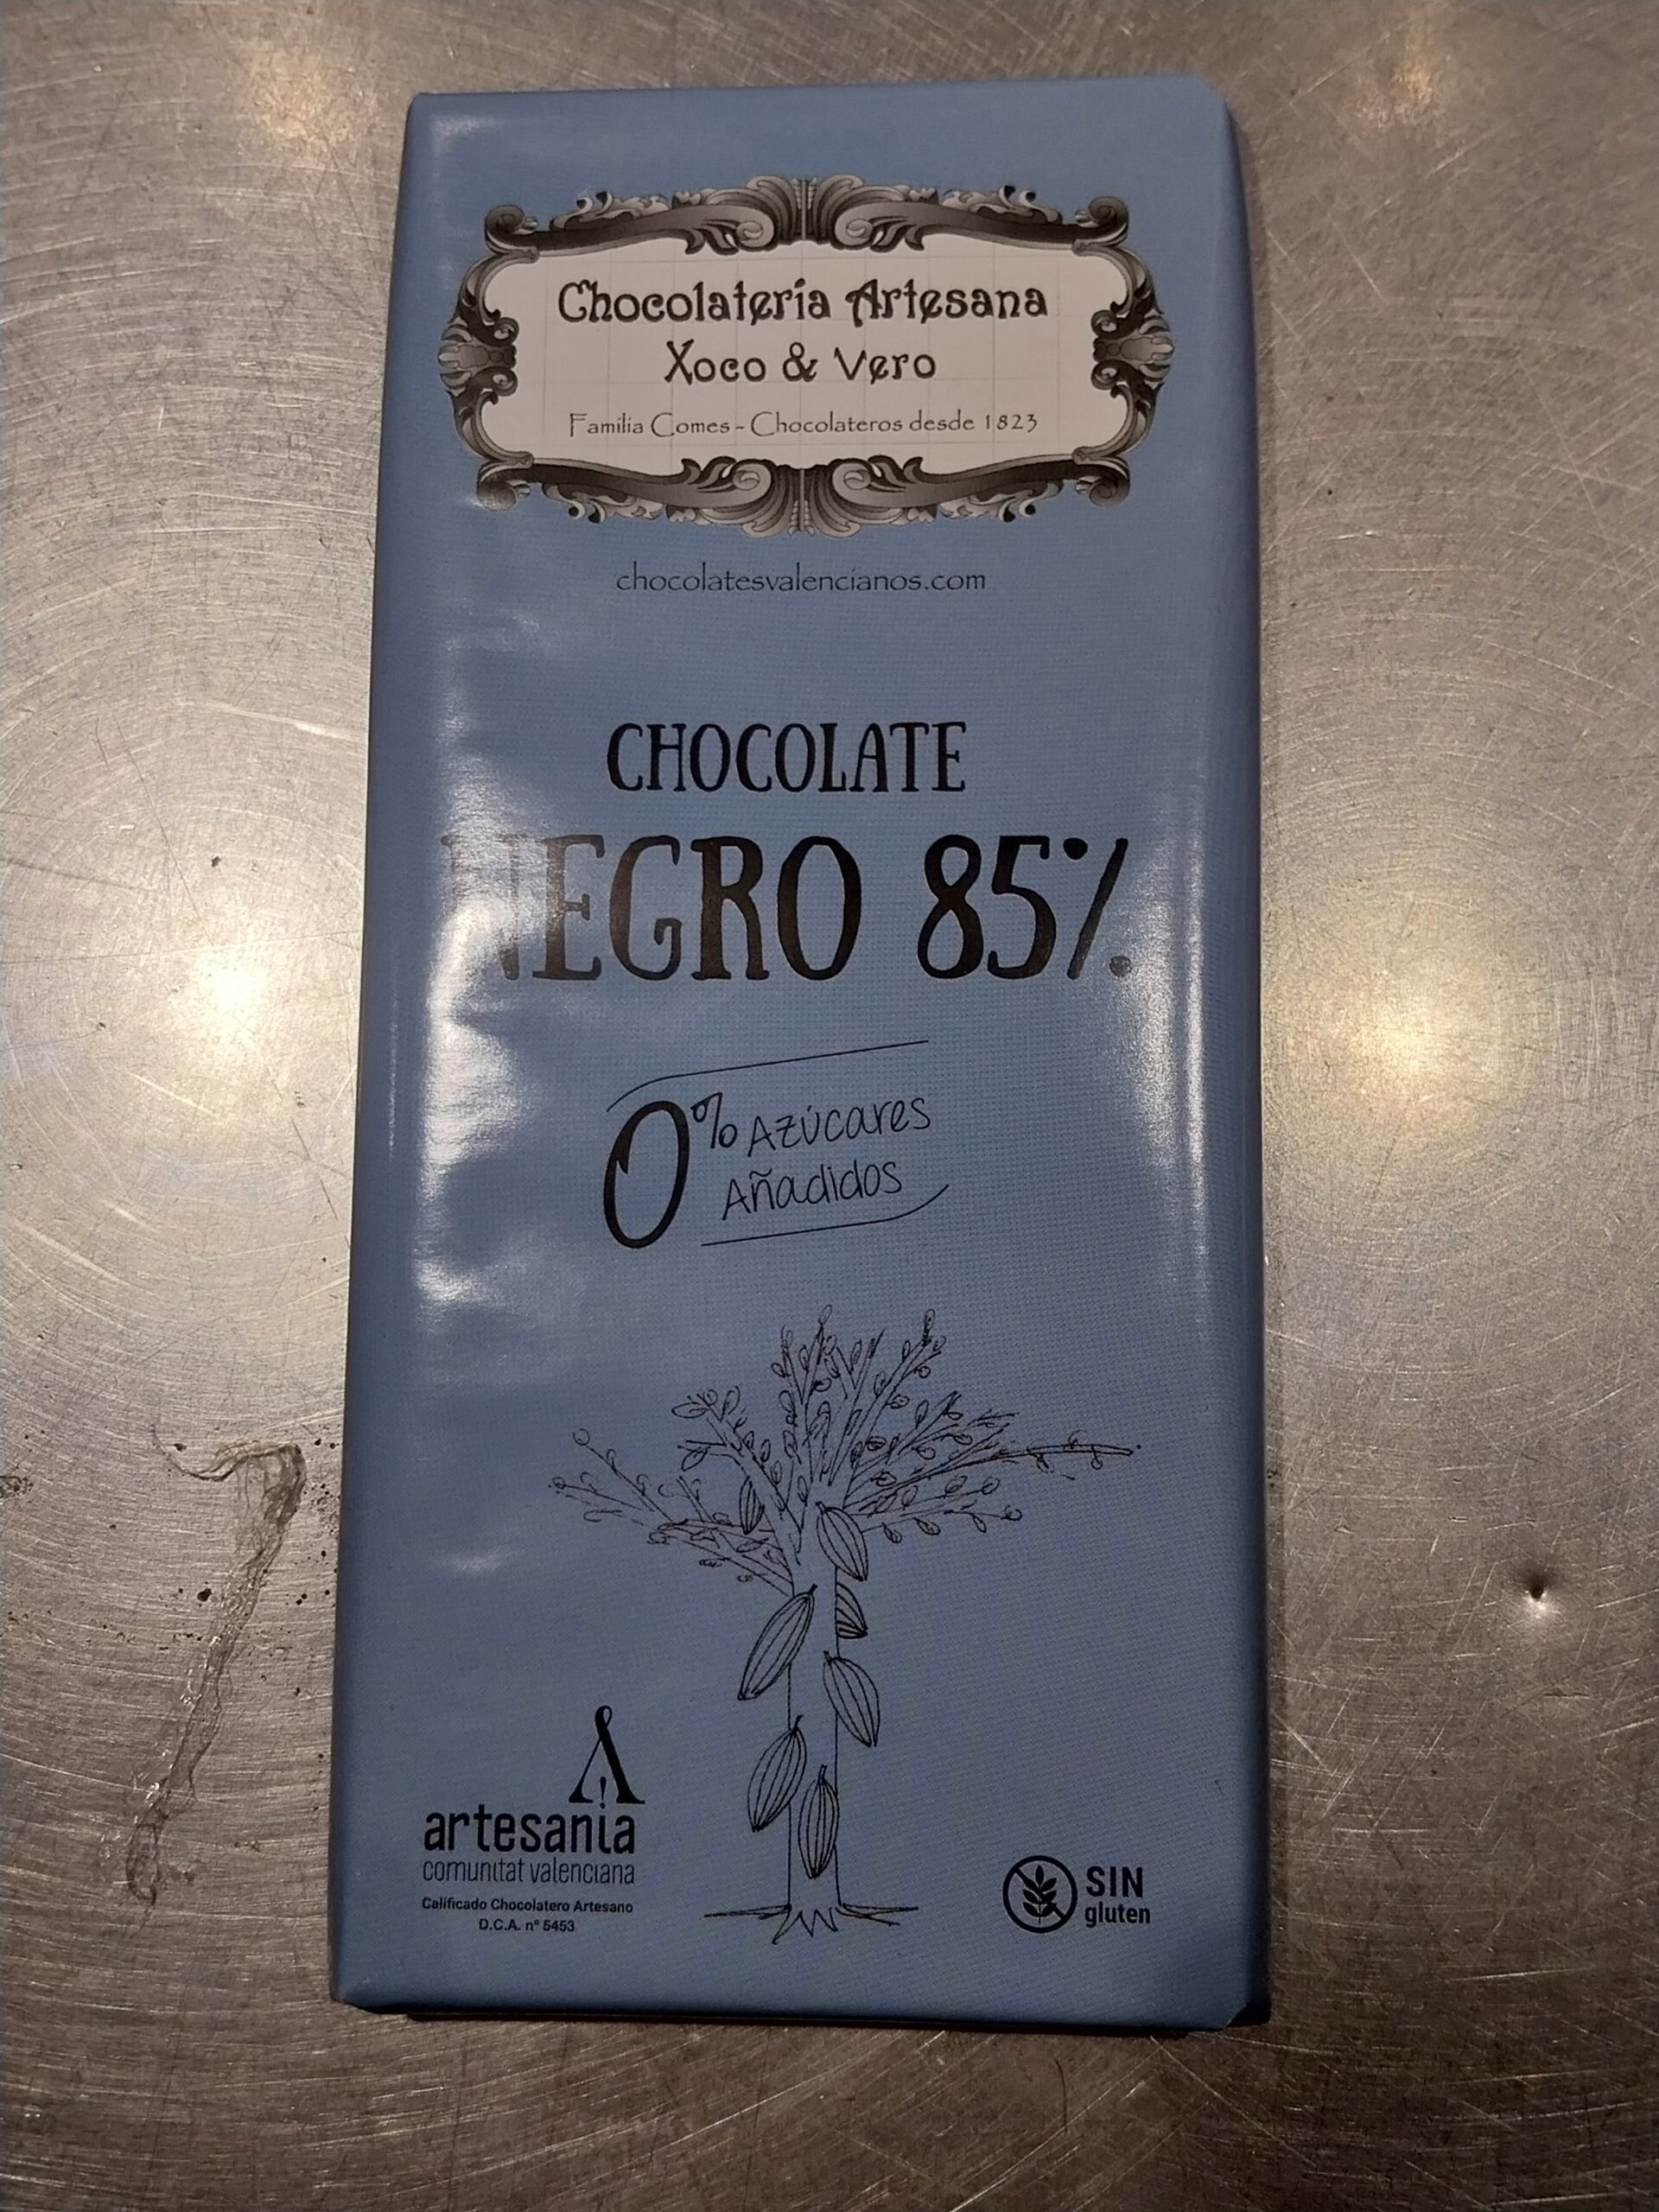 Chocolatería Artesana
Xoco & Vero
Familia Comes - Chocolateros desde 1823
chocolatesvalencianos.com
CHOCOLATE
NEGRO 85%
0% AZÚCARES
AÑADIDOS
artesania
comunitat valenciana
Calificado Chocolatero Artesano
D.C.A. nº 5453
SIN
gluten